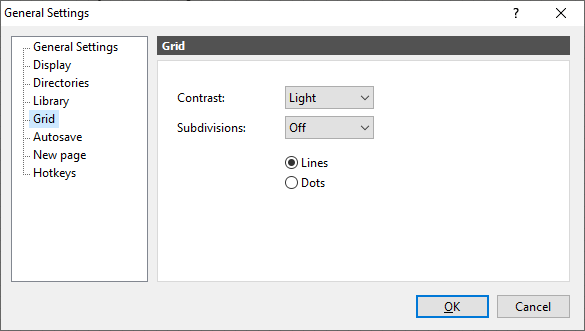 General Settings
?
General Settings
Display
Directories
Library
Grid
Autosave
New page
Hotkeys
Grid
Contrast: Light
Subdivisions: Off
Lines
Dots
OK Cancel